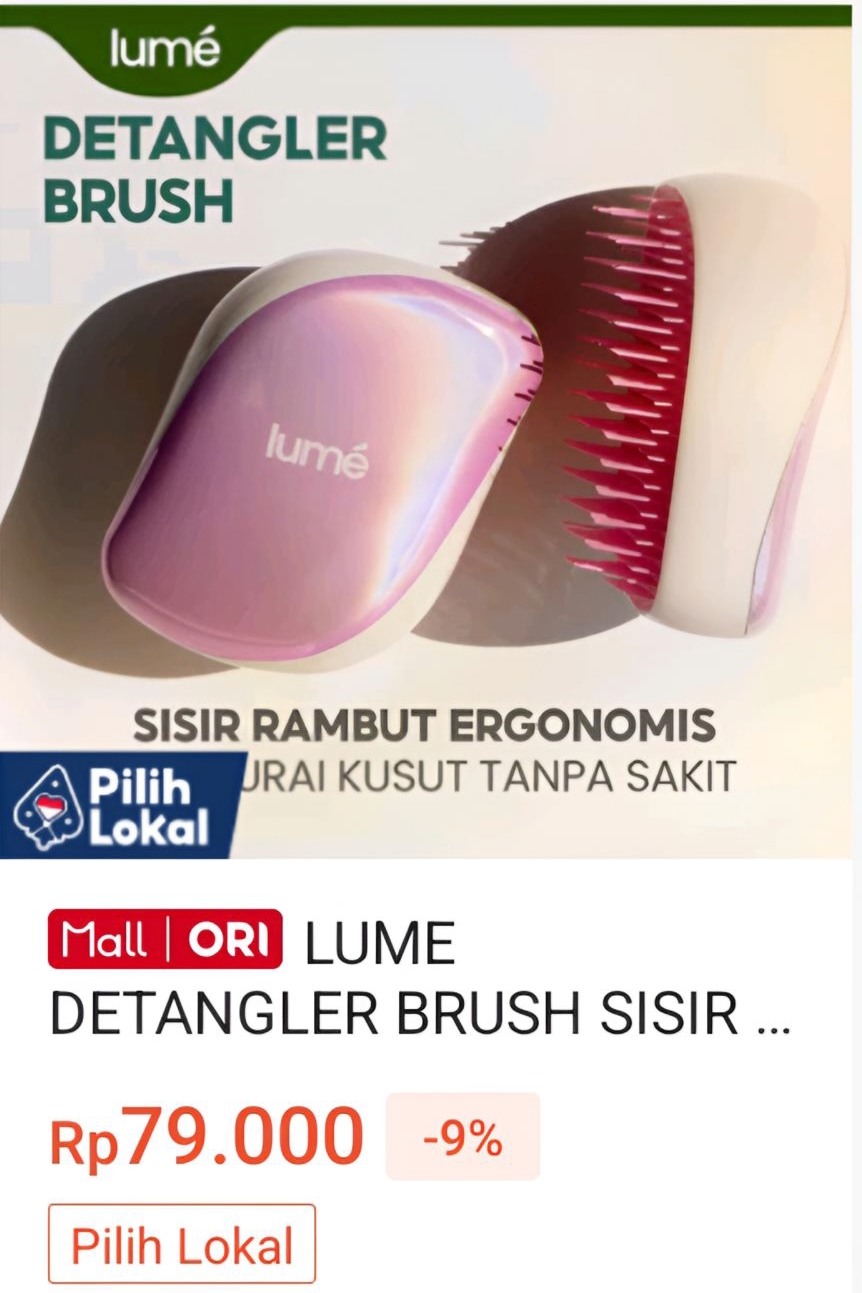 lumé
DETANGLER
BRUSH
lumé
SISIR RAMBUT ERGONOMIS
KUSUT TANPA SAKIT
Pilih
Lokal
Mall | ORI LUME
DETANGLER BRUSH SISIR ...
Rp79.000 -9%
Pilih Lokal